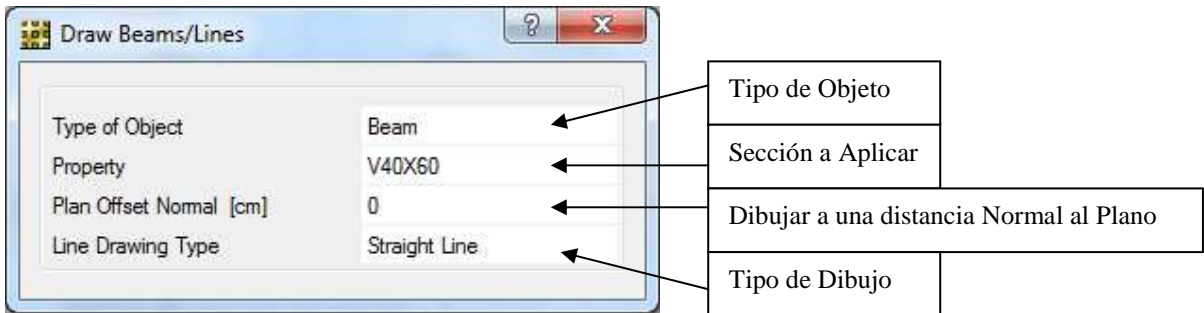 Draw Beams/Lines
Type of Object Beam
Property V40X60
Plan Offset Normal [cm] 0
Line Drawing Type Straight Line
Tipo de Objeto
Sección a Aplicar
Dibujar a una distancia Normal al Plano
Tipo de Dibujo